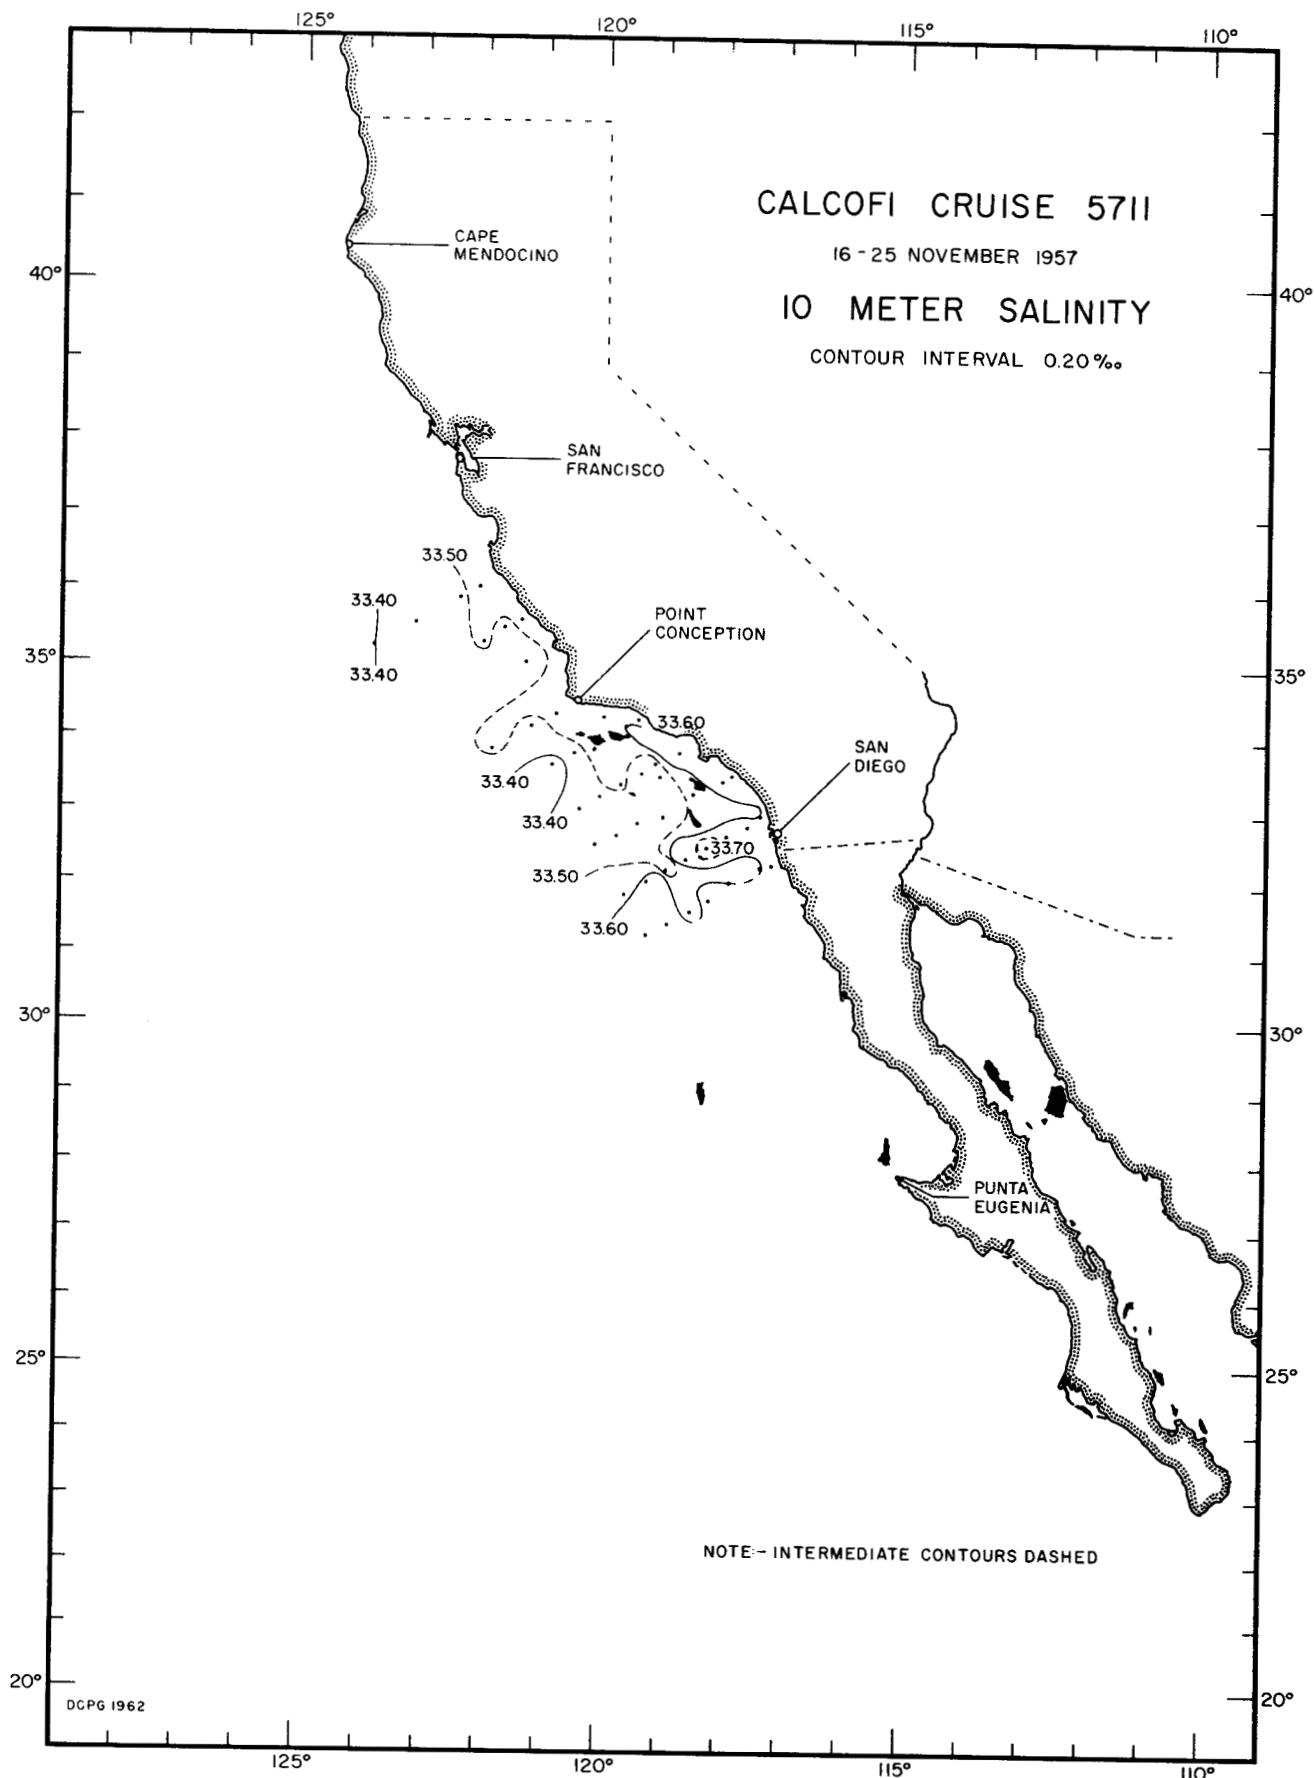 125° 120° 115° 110°
CALCOFI CRUISE 5711
16-25 NOVEMBER 1957
10 METER SALINITY
CONTOUR INTERVAL 0.20‰
CAPE
MENDOCINO
40° 40°
SAN
FRANCISCO
33.50
33.40
POINT
CONCEPTION
35° 35°
33.40
33.60
SAN
DIEGO
33.40
33.40
33.70
33.50
33.60
30° 30°
PUNTA
EUGENIA
25° 25°
NOTE:- INTERMEDIATE CONTOURS DASHED
20° 20°
DCPG 1962
125° 120° 115° 110°